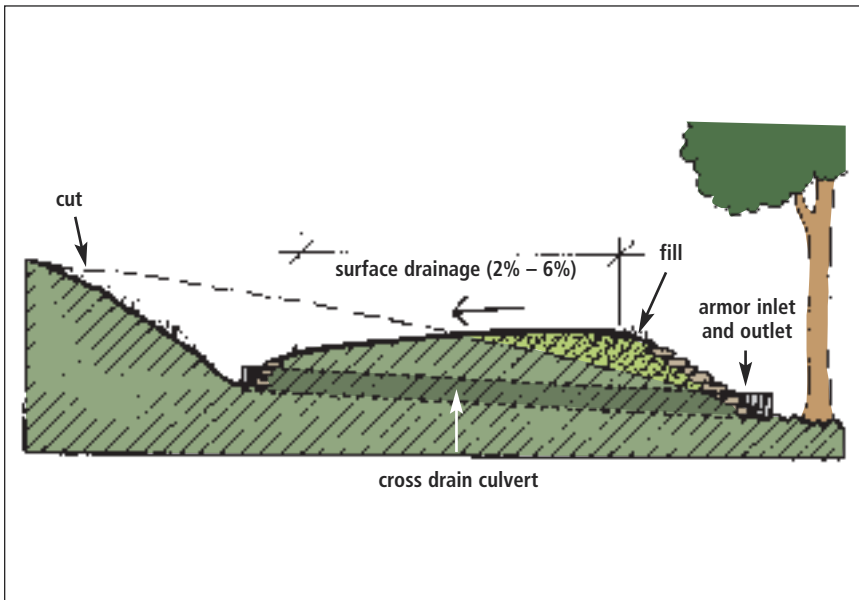 cut
surface drainage (2% – 6%)
fill
armor inlet
and outlet
cross drain culvert